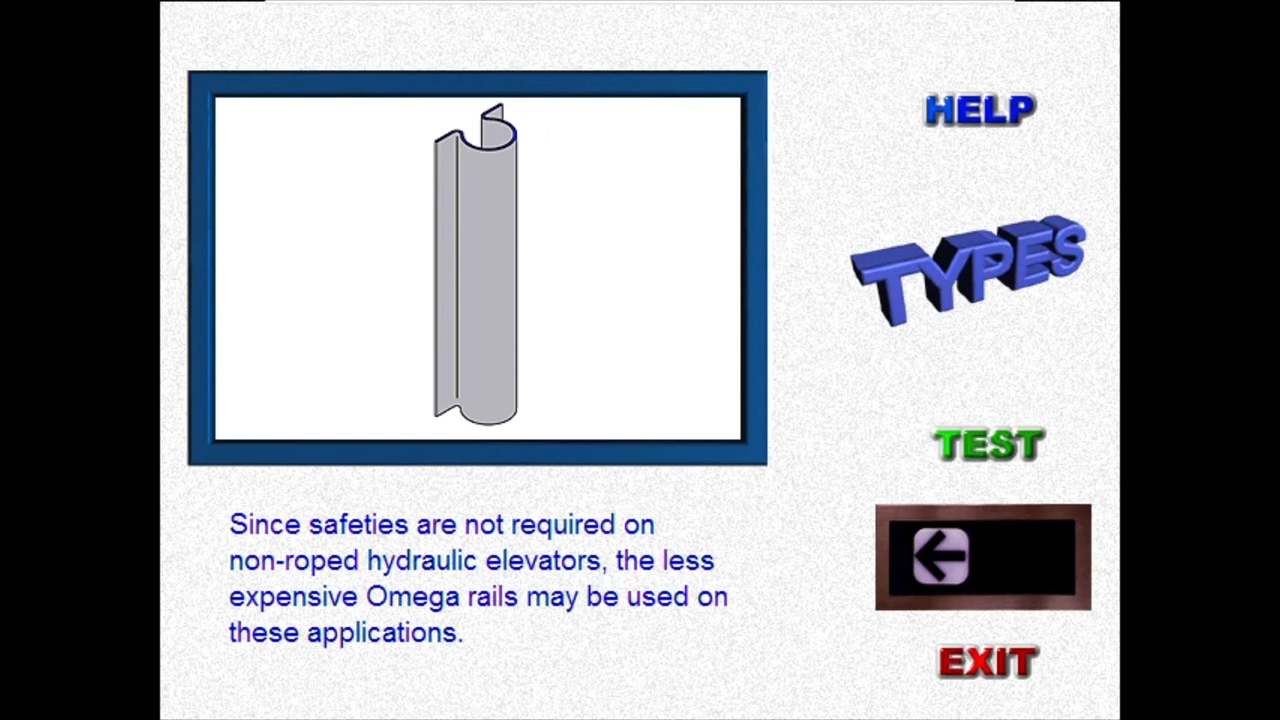 HELP
TYPES
TEST
Since safeties are not required on
non-roped hydraulic elevators, the less
expensive Omega rails may be used on
these applications.
EXIT